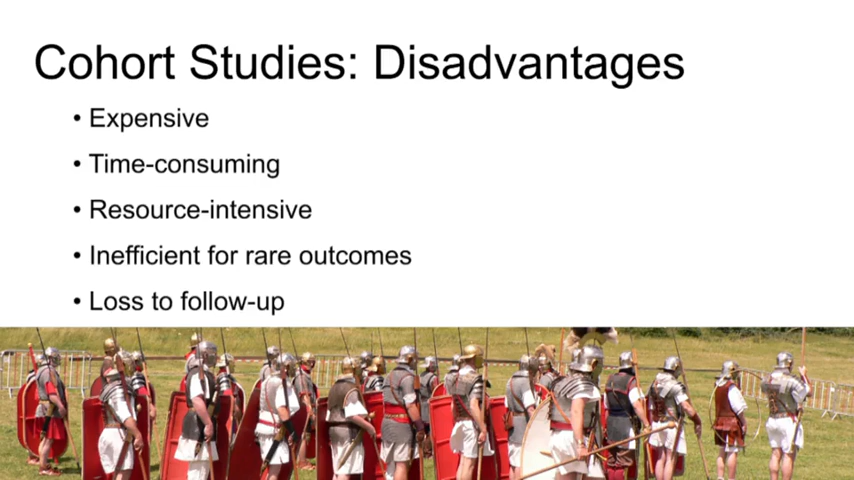 Cohort Studies: Disadvantages
• Expensive
• Time-consuming
• Resource-intensive
• Inefficient for rare outcomes
• Loss to follow-up